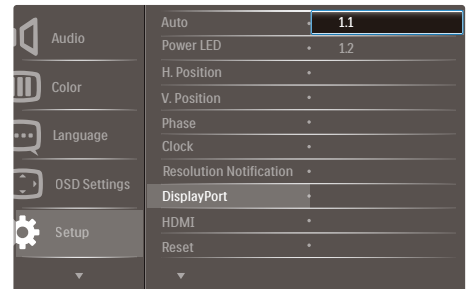 Audio
Color
Language
OSD Settings
Setup
Auto
Power LED
H. Position
V. Position
Phase
Clock
Resolution Notification
DisplayPort
HDMI
Reset
1.1
1.2